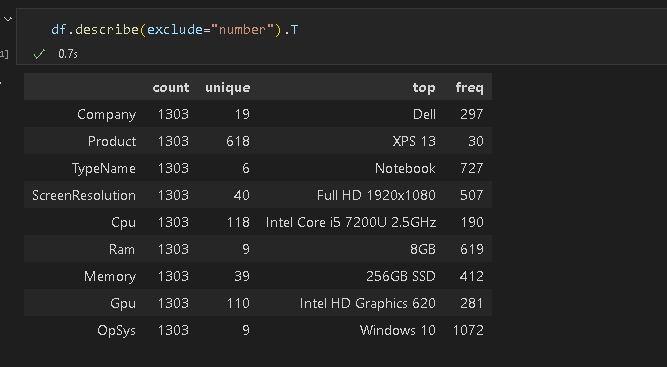 df.describe(exclude="number").T
1]
0.7s
count unique top freq
Company 1303 19 Dell 297
Product 1303 618 XPS 13 30
TypeName 1303 6 Notebook 727
ScreenResolution 1303 40 Full HD 1920x1080 507
Cpu 1303 118 Intel Core i5 7200U 2.5GHz 190
Ram 1303 9 8GB 619
Memory 1303 39 256GB SSD 412
Gpu 1303 110 Intel HD Graphics 620 281
OpSys 1303 9 Windows 10 1072